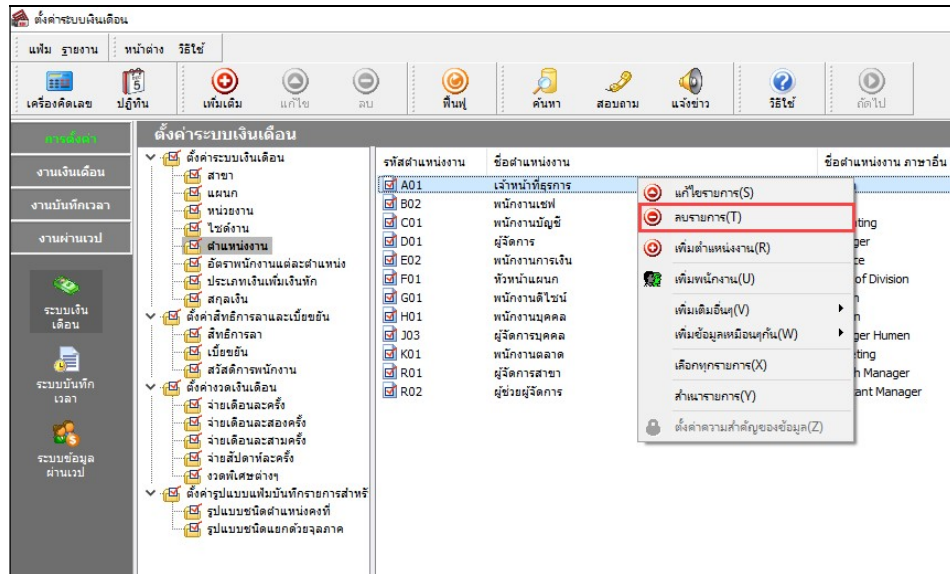 ตั้งค่าระบบเงินเดือน
แฟ้ม รายงาน หน้าต่าง วิธีใช้
เครื่องคิดเลข ปฏิทิน เพิ่มเติม แก้ไข ลบ ฟื้นฟู ค้นหา สอบถาม แจ้งข่าว วิธีใช้ ถัดไป
การตั้งค่า
งานเงินเดือน
งานบันทึกเวลา
งานผ่านเวป
ระบบเงิน
เดือน
ระบบบันทึก
เวลา
ระบบข้อมูล
ผ่านเวป
ตั้งค่าระบบเงินเดือน
ตั้งค่าระบบเงินเดือน
สาขา
แผนก
หน่วยงาน
ไซด์งาน
ตำแหน่งงาน
อัตราพนักงานแต่ละตำแหน่ง
ประเภทเงินเพิ่มเงินหัก
สกุลเงิน
ตั้งค่าสิทธิการลาและเบี้ยขยัน
สิทธิการลา
เบี้ยขยัน
สวัสดิการพนักงาน
ตั้งค่างวดเงินเดือน
จ่ายเดือนละครั้ง
จ่ายเดือนละสองครั้ง
จ่ายเดือนละสามครั้ง
จ่ายสัปดาห์ละครั้ง
งวดพิเศษต่างๆ
ตั้งค่ารูปแบบแฟ้มบันทึกรายการสำหรั
รูปแบบชนิดตำแหน่งคงที่
รูปแบบชนิดแยกด้วยจุลภาค
รหัสตำแหน่งงาน ชื่อตำแหน่งงาน ชื่อตำแหน่งงาน ภาษาอื่น
A01 เจ้าหน้าที่ธุรการ
B02 พนักงานเชฟ
C01 พนักงานบัญชี ting
D01 ผู้จัดการ ger
E02 พนักงานการเงิน ce
F01 หัวหน้าแผนก of Division
G01 พนักงานดีไซน์ n
H01 พนักงานบุคคล n
J03 ผู้จัดการบุคคล ger Humen
K01 พนักงานตลาด ting
R01 ผู้จัดการสาขา h Manager
R02 ผู้ช่วยผู้จัดการ ant Manager
แก้ไขรายการ(S)
ลบรายการ(T)
เพิ่มตำแหน่งงาน(R)
เพิ่มพนักงาน(U)
เพิ่มเติมอื่นๆ(V)
เพิ่มข้อมูลเหมือนๆกัน(W)
เลือกทุกรายการ(X)
สำเนารายการ(Y)
ตั้งค่าความสำคัญของข้อมูล(Z)